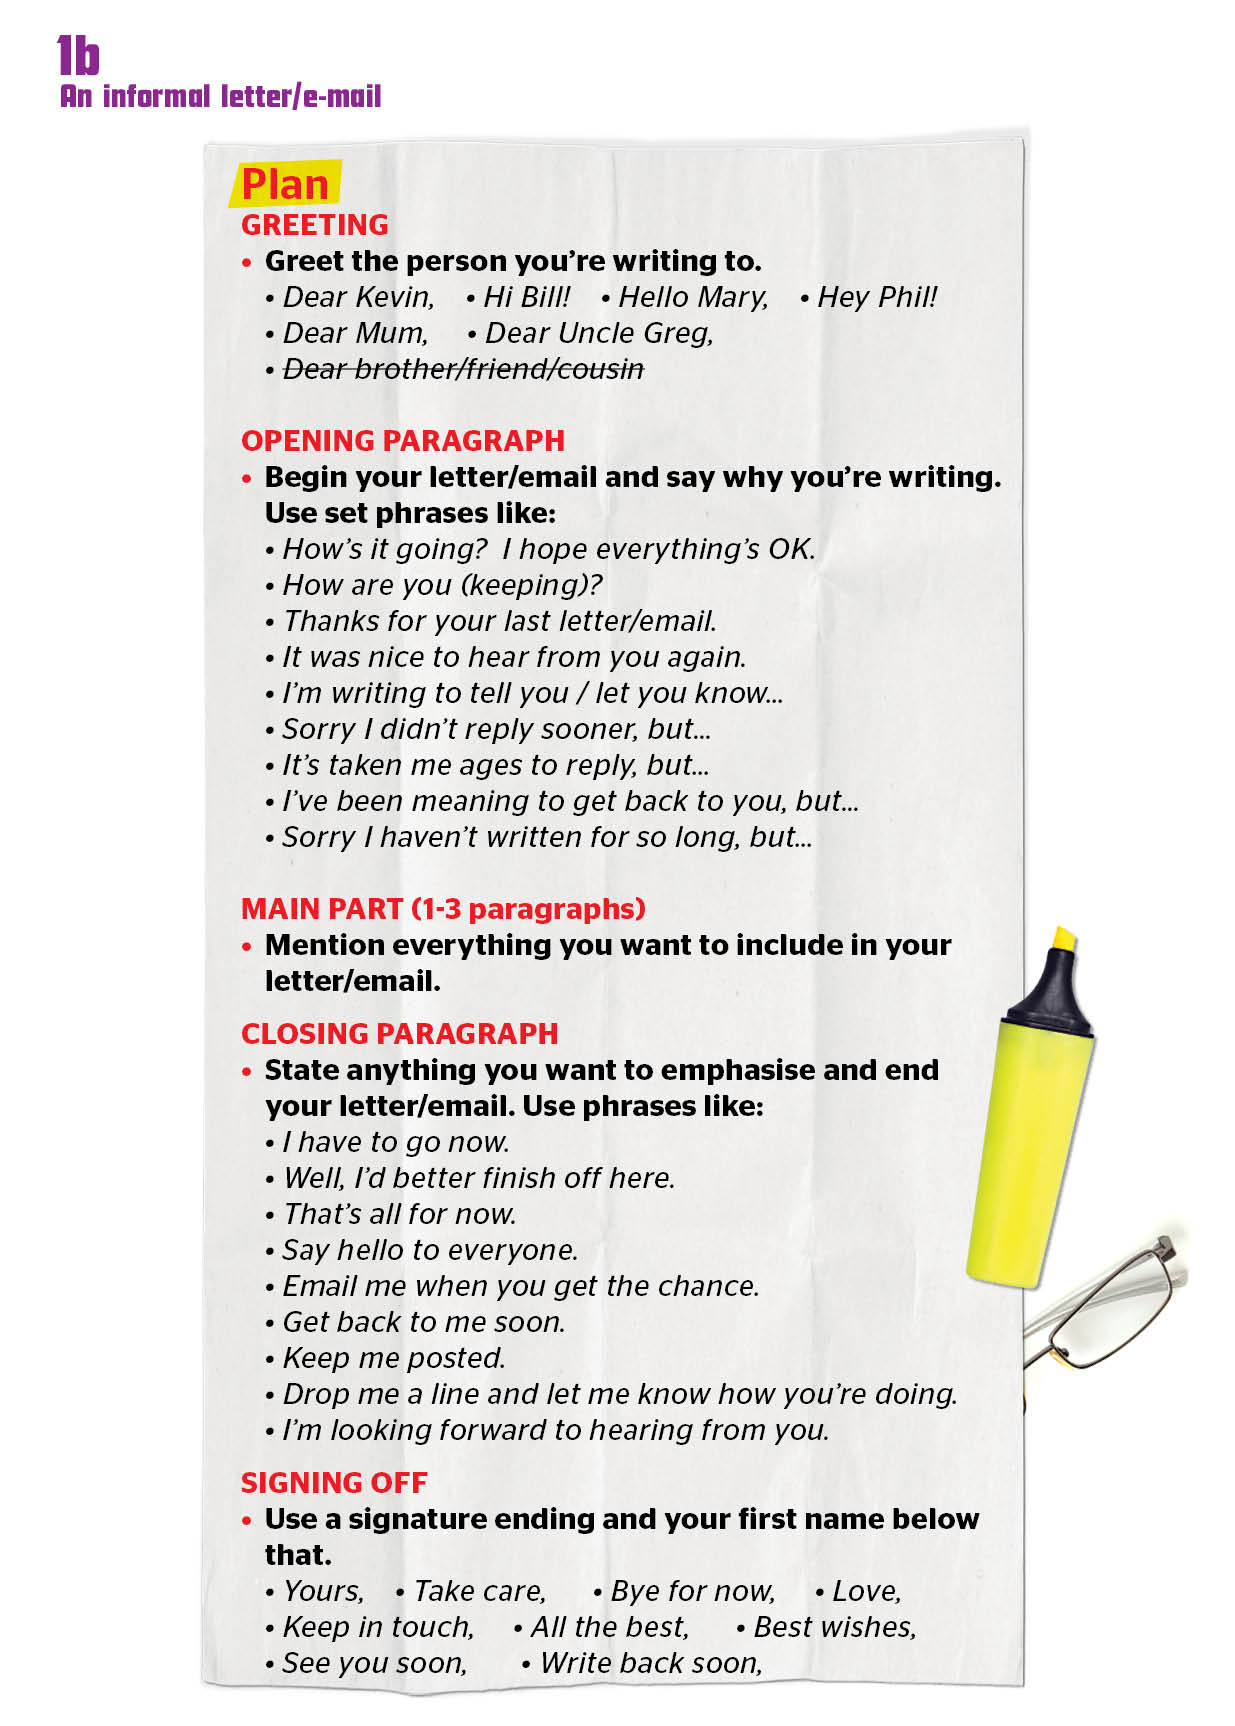 1b
An informal letter/e-mail
Plan
GREETING
• Greet the person you’re writing to.
• Dear Kevin, • Hi Bill! • Hello Mary, • Hey Phil!
• Dear Mum, • Dear Uncle Greg,
• Dear brother/friend/cousin
OPENING PARAGRAPH
• Begin your letter/email and say why you’re writing.
Use set phrases like:
• How’s it going? I hope everything’s OK.
• How are you (keeping)?
• Thanks for your last letter/email.
• It was nice to hear from you again.
• I’m writing to tell you / let you know...
• Sorry I didn’t reply sooner, but...
• It’s taken me ages to reply, but...
• I’ve been meaning to get back to you, but...
• Sorry I haven’t written for so long, but...
MAIN PART (1-3 paragraphs)
• Mention everything you want to include in your
letter/email.
CLOSING PARAGRAPH
• State anything you want to emphasise and end
your letter/email. Use phrases like:
• I have to go now.
• Well, I’d better finish off here.
• That’s all for now.
• Say hello to everyone.
• Email me when you get the chance.
• Get back to me soon.
• Keep me posted.
• Drop me a line and let me know how you’re doing.
• I’m looking forward to hearing from you.
SIGNING OFF
• Use a signature ending and your first name below
that.
• Yours, • Take care, • Bye for now, • Love,
• Keep in touch, • All the best, • Best wishes,
• See you soon, • Write back soon,